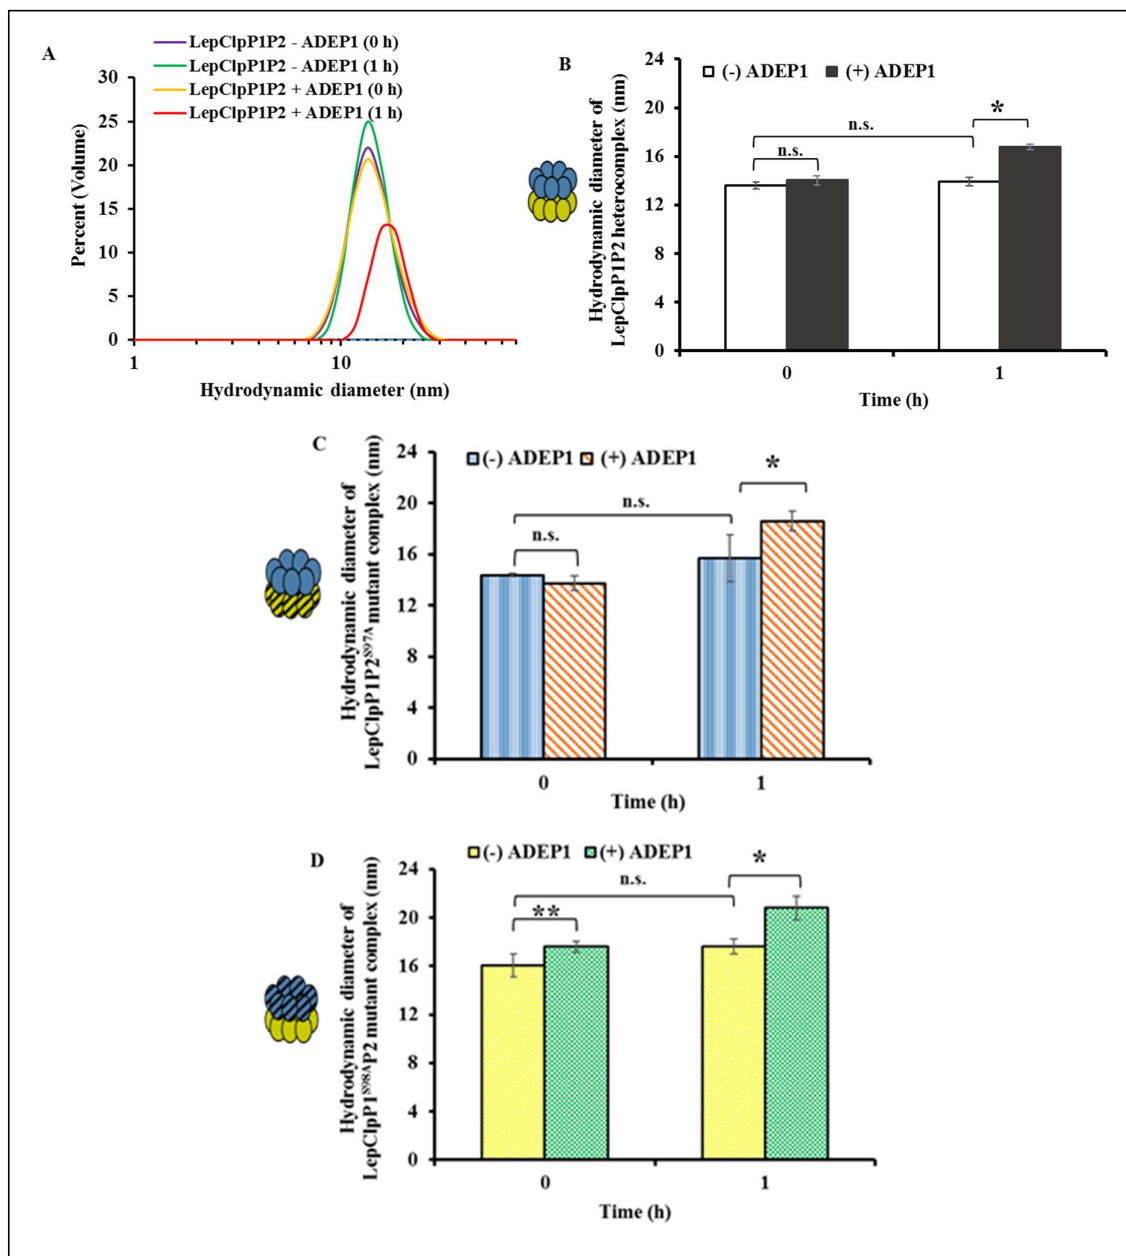 A
LepClpP1P2 - ADEP1 (0 h)
LepClpP1P2 - ADEP1 (1 h)
LepClpP1P2 + ADEP1 (0 h)
LepClpP1P2 + ADEP1 (1 h)
30
25
20
15
10
5
0
Percent (Volume)
1
10
Hydrodynamic diameter (nm)
B
(-) ADEP1
(+) ADEP1
24
20
16
12
8
4
0
Hydrodynamic diameter of
LepClpP1P2 heterocomplex (nm)
n.s.
n.s.
*
0
1
Time (h)
C
(-) ADEP1
(+) ADEP1
24
20
16
12
8
4
0
Hydrodynamic diameter of
LepClpP1P2S97A mutant complex (nm)
n.s.
n.s.
*
0
1
Time (h)
D
(-) ADEP1
(+) ADEP1
24
20
16
12
8
4
0
Hydrodynamic diameter of
LepClpP1S98AP2 mutant complex (nm)
n.s.
**
*
0
1
Time (h)